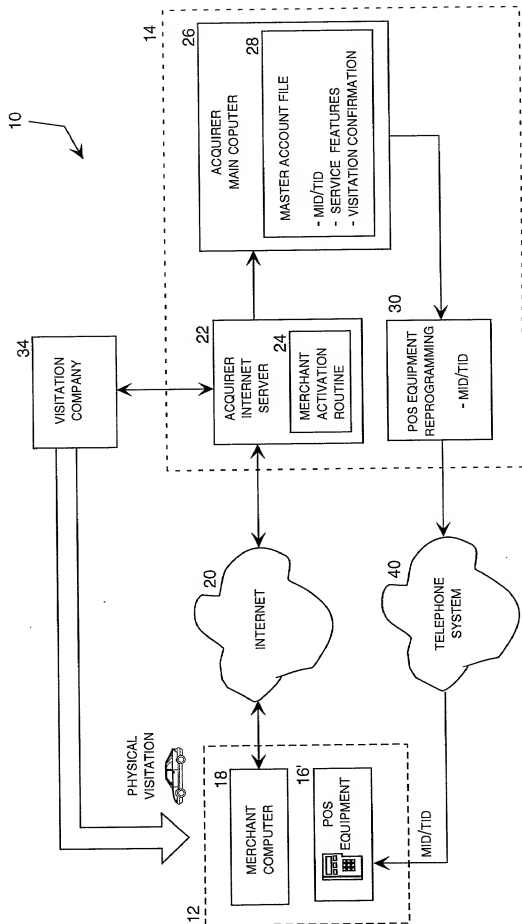 10
14
34
VISITATION
COMPANY
26
ACQUIRER
MAIN COPUTER
28
MASTER ACCOUNT FILE
- MID/TID
- SERVICE FEATURES
- VISITATION CONFIRMATION
22
ACQUIRER
INTERNET
SERVER
24
MERCHANT
ACTIVATION
ROUTINE
30
POS EQUIPMENT
REPROGRAMMING
- MID/TID
20
INTERNET
40
TELEPHONE
SYSTEM
PHYSICAL
VISITATION
12
18
MERCHANT
COMPUTER
16'
POS
EQUIPMENT
MID/TID